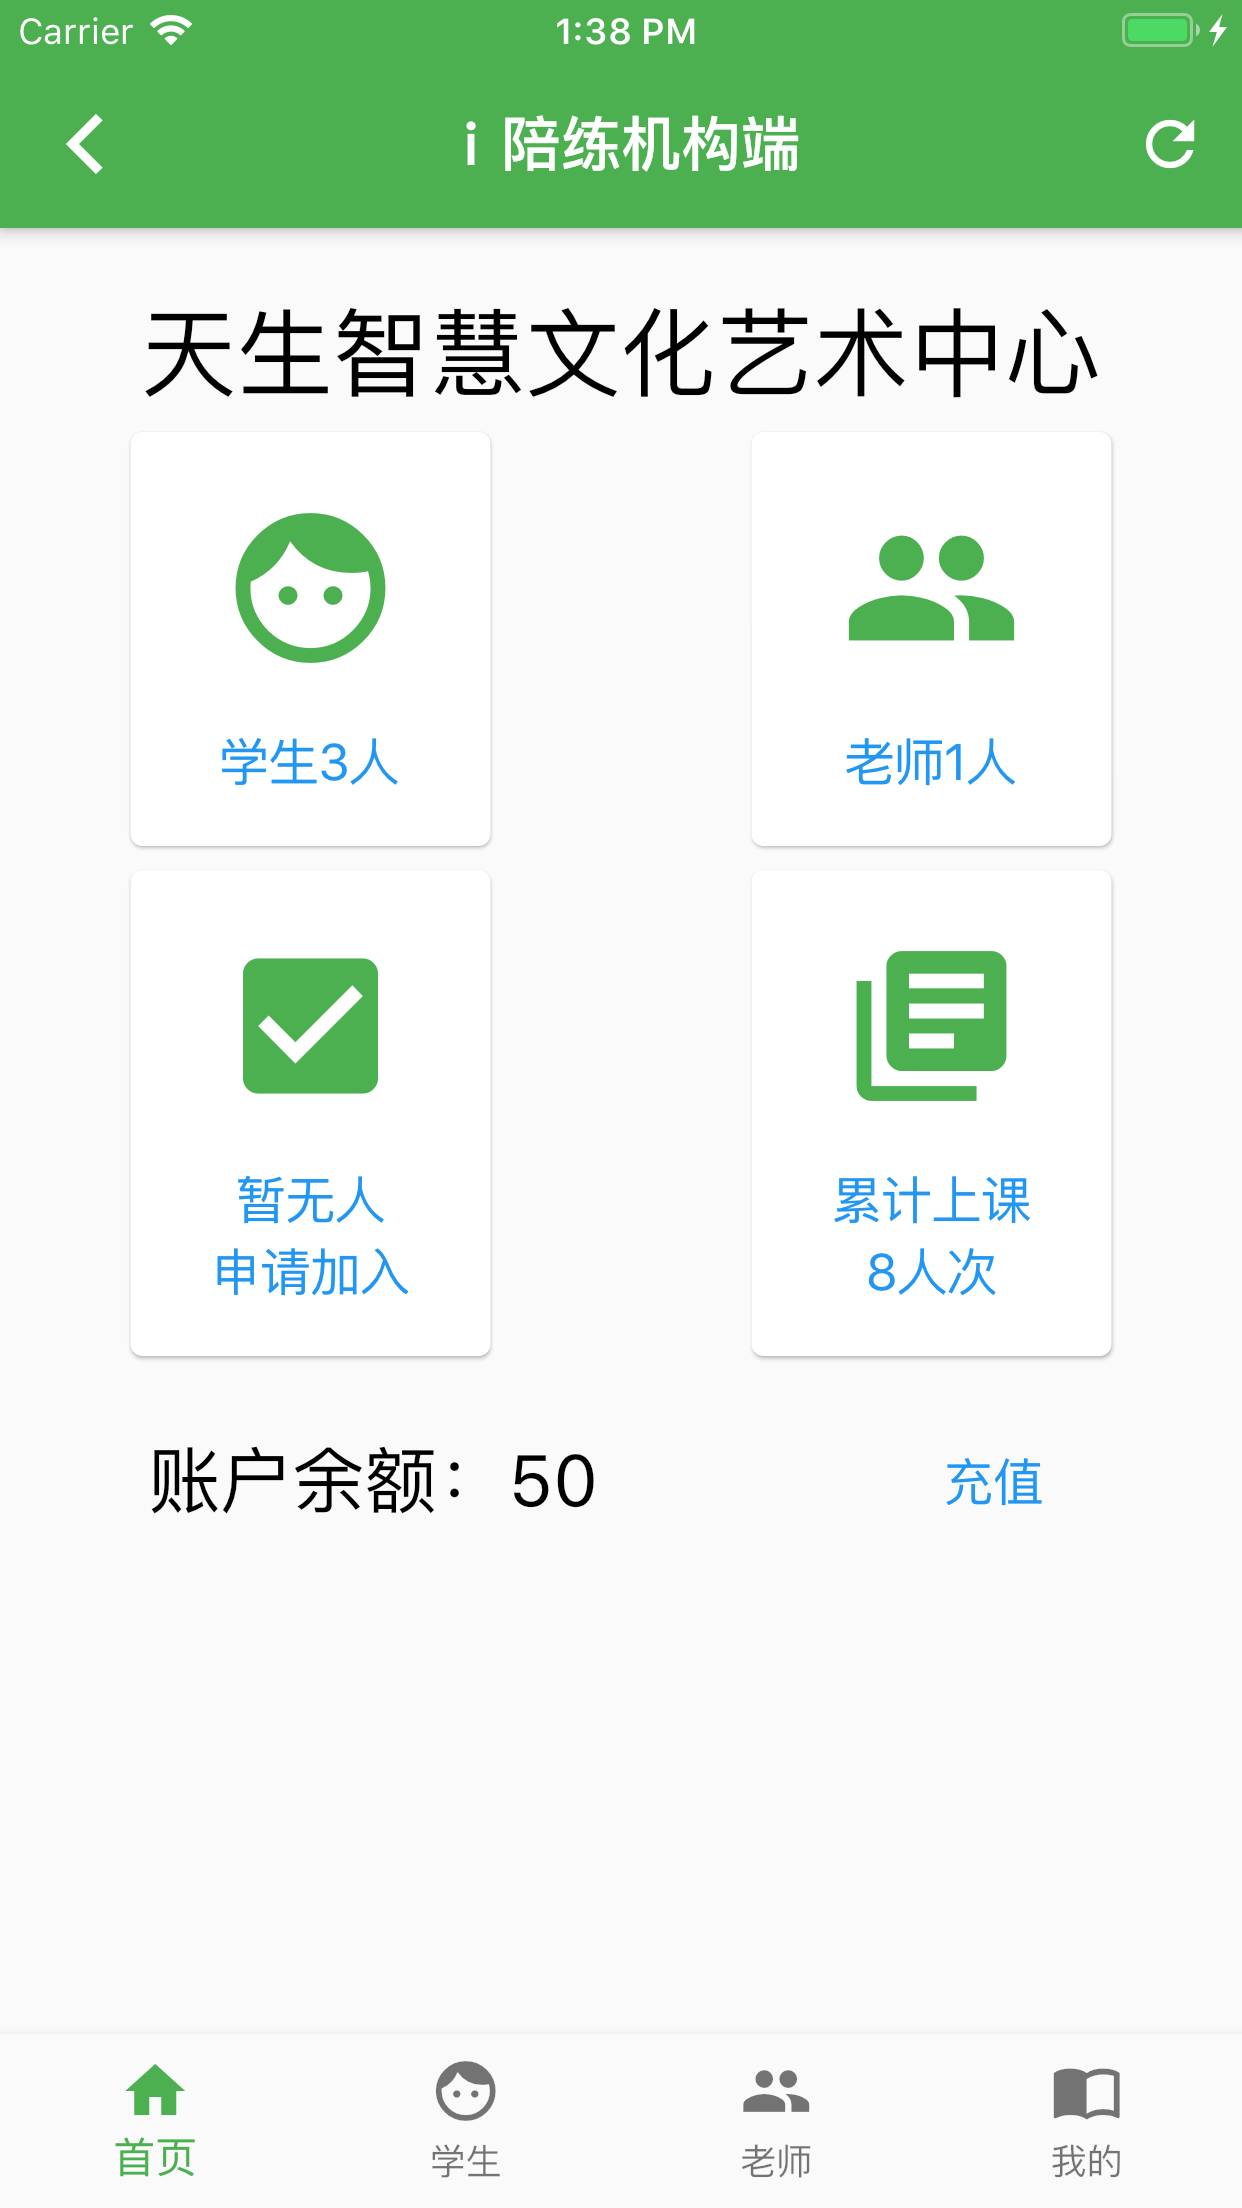 Carrier 1:38 PM
i 陪练机构端
天生智慧文化艺术中心
学生3人
老师1人
暂无人
申请加入
累计上课
8人次
账户余额：50
充值
首页
学生
老师
我的